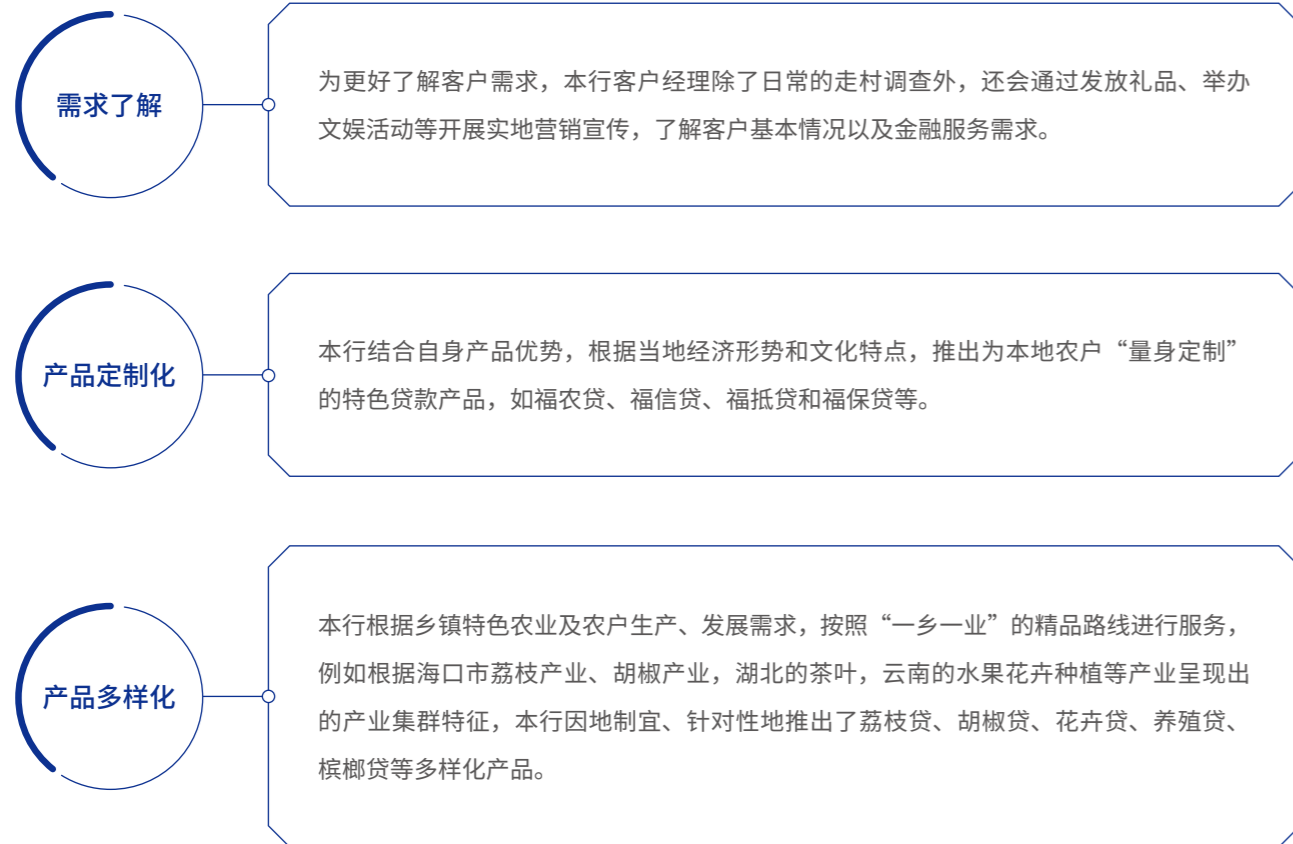 需求了解
为更好了解客户需求，本行客户经理除了日常的走村调查外，还会通过发放礼品、举办
文娱活动等开展实地营销宣传，了解客户基本情况以及金融服务需求。
产品定制化
本行结合自身产品优势，根据当地经济形势和文化特点，推出为本地农户“量身定制”
的特色贷款产品，如福农贷、福信贷、福抵贷和福保贷等。
产品多样化
本行根据乡镇特色农业及农户生产、发展需求，按照“一乡一业”的精品路线进行服务，
例如根据海口市荔枝产业、胡椒产业，湖北的茶叶，云南的水果花卉种植等产业呈现出
的产业集群特征，本行因地制宜、针对性地推出了荔枝贷、胡椒贷、花卉贷、养殖贷、
槟榔贷等多样化产品。